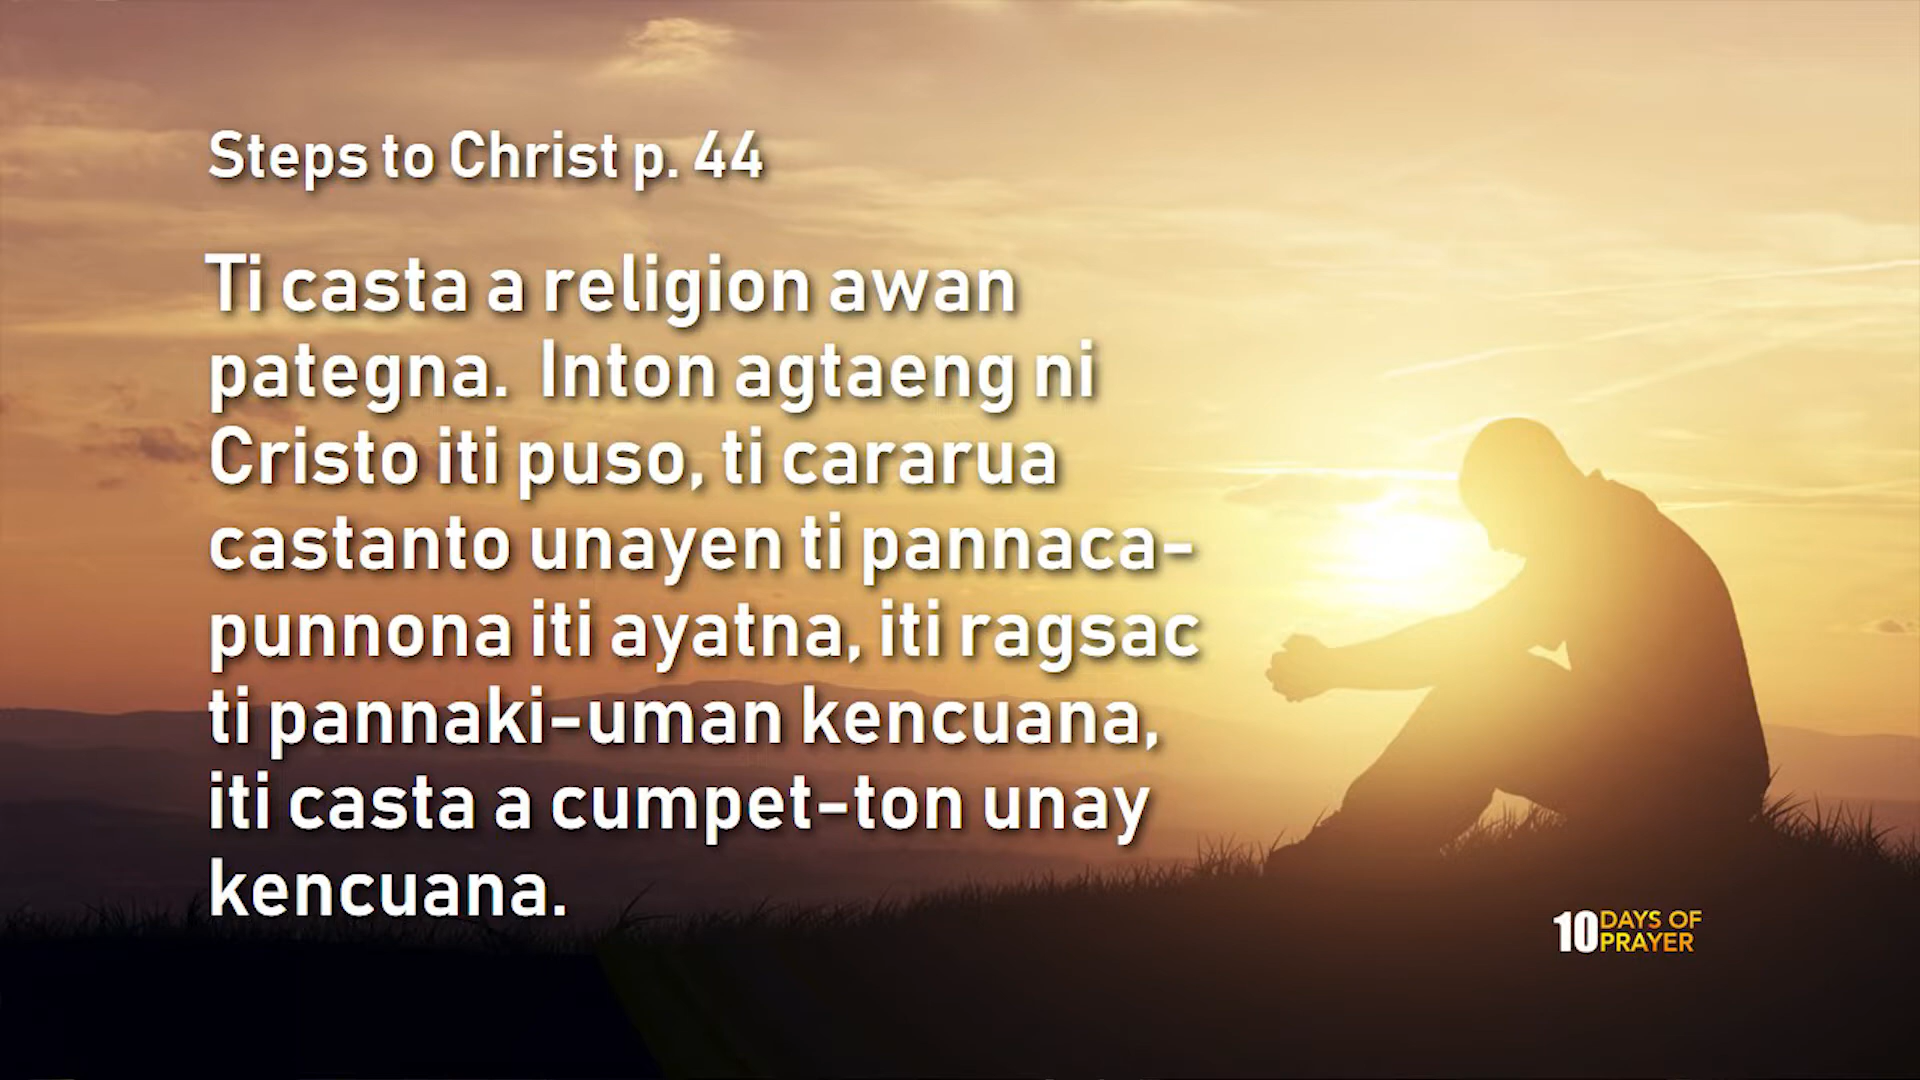 Steps to Christ p. 44
Ti casta a religion awan
pategna.  Inton agtaeng ni
Cristo iti puso, ti cararua
castanto unayen ti pannaca-
punnona iti ayatna, iti ragsac
ti pannaki-uman kencuana,
iti casta a cumpet-ton unay
kencuana.
10 DAYS OF
PRAYER